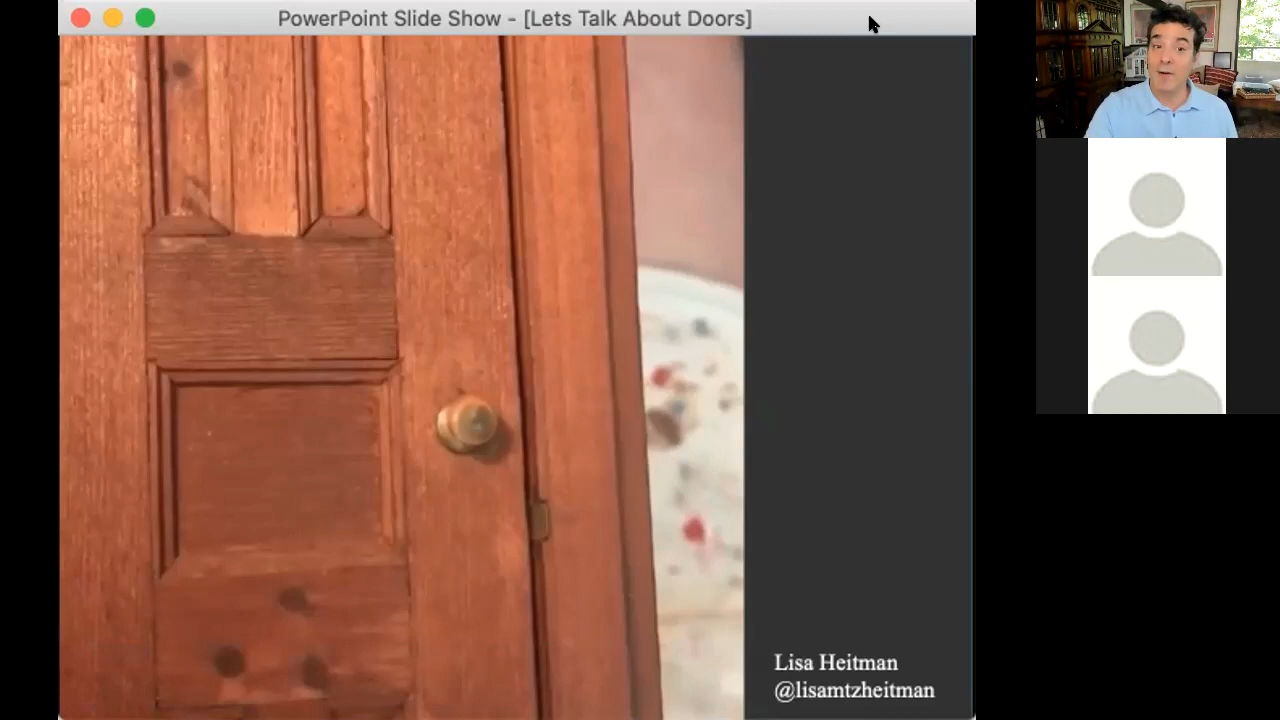 PowerPoint Slide Show - [Lets Talk About Doors]
Lisa Heitman
@lisamtzheitman